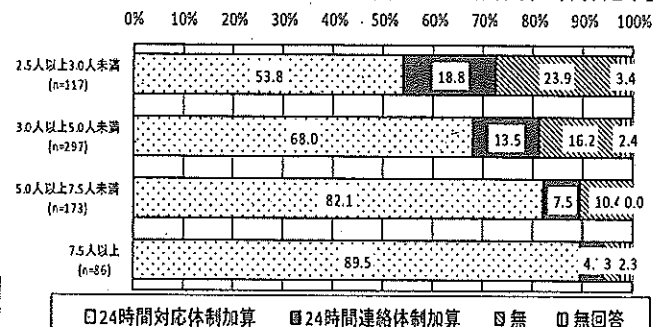 0% 10% 20% 30% 40% 50% 60% 70% 80% 90% 100%
2.5人以上3.0人未満
(n=117)
53.8 18.8 23.9 3.4
3.0人以上5.0人未満
(n=297)
68.0 13.5 16.2 2.4
5.0人以上7.5人未満
(n=173)
82.1 7.5 10.4 0.0
7.5人以上
(n=86)
89.5 4. 3 2.3
24時間対応体制加算 24時間連絡体制加算 無 無回答